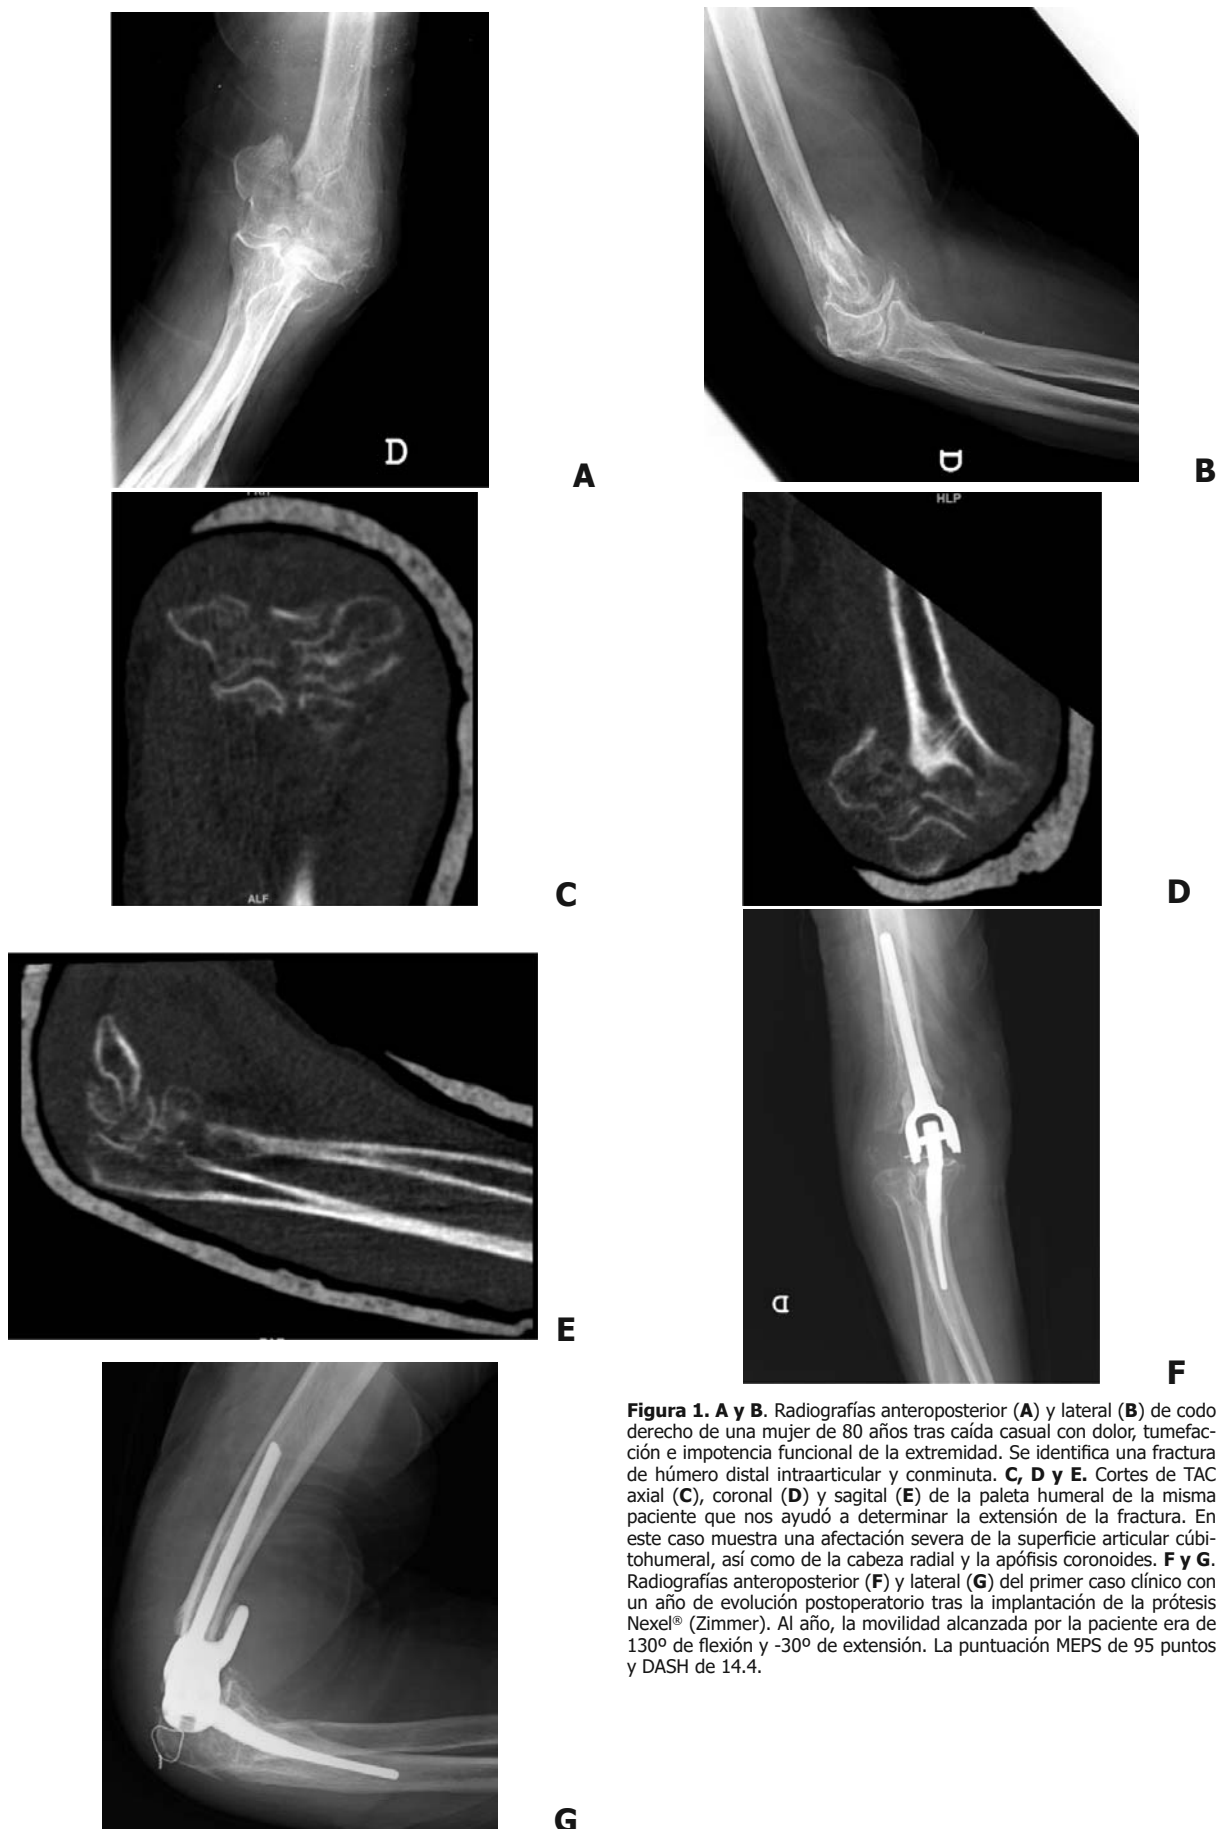 D
A
D
B
C
ALF
HLP
D
E
D
F
G
Figura 1. A y B. Radiografías anteroposterior (A) y lateral (B) de codo
derecho de una mujer de 80 años tras caída casual con dolor, tumefac-
ción e impotencia funcional de la extremidad. Se identifica una fractura
de húmero distal intraarticular y conminuta. C, D y E. Cortes de TAC
axial (C), coronal (D) y sagital (E) de la paleta humeral de la misma
paciente que nos ayudó a determinar la extensión de la fractura. En
este caso muestra una afectación severa de la superficie articular cúbi-
tohumeral, así como de la cabeza radial y la apófisis coronoides. F y G.
Radiografías anteroposterior (F) y lateral (G) del primer caso clínico con
un año de evolución postoperatorio tras la implantación de la prótesis
Nexel® (Zimmer). Al año, la movilidad alcanzada por la paciente era de
130º de flexión y -30º de extensión. La puntuación MEPS de 95 puntos
y DASH de 14.4.